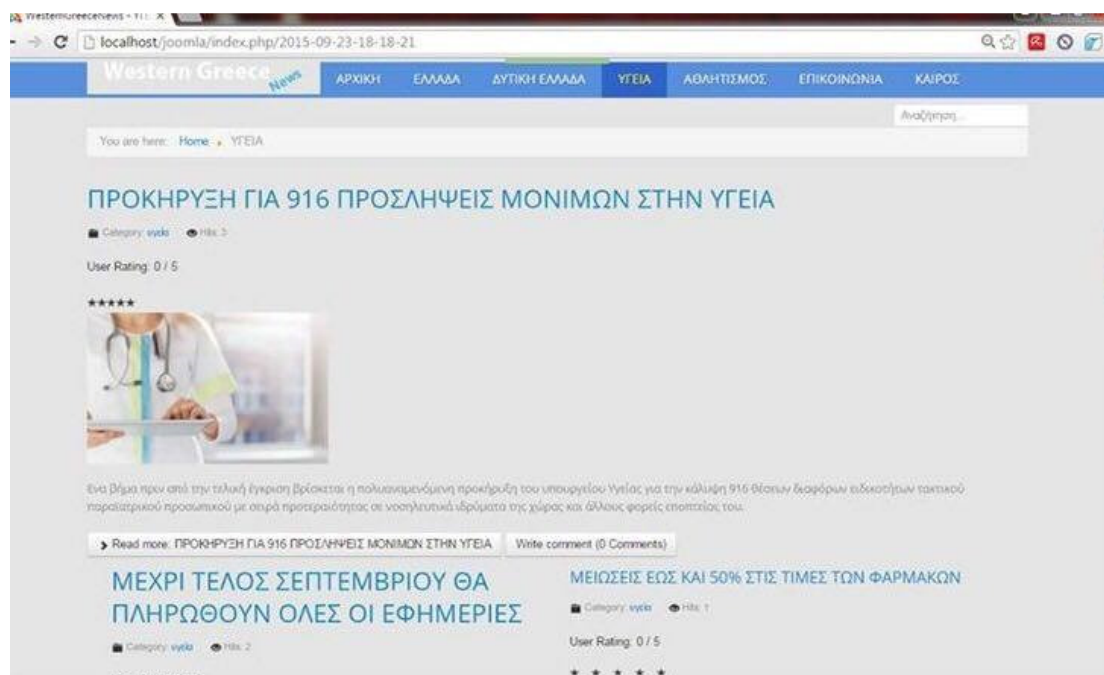 WesternGreeceNews - ΥΓΕ
localhost/joomla/index.php/2015-09-23-18-18-21
Western Greece News
ΑΡΧΙΚΗ ΕΛΛΑΔΑ ΔΥΤΙΚΗ ΕΛΛΑΔΑ ΥΓΕΙΑ ΑΘΛΗΤΙΣΜΟΣ ΕΠΙΚΟΙΝΩΝΙΑ ΚΑΙΡΟΣ
Αναζήτηση...
You are here: Home ΥΓΕΙΑ
ΠΡΟΚΗΡΥΞΗ ΓΙΑ 916 ΠΡΟΣΛΗΨΕΙΣ ΜΟΝΙΜΩΝ ΣΤΗΝ ΥΓΕΙΑ
Category: υγεία Hits: 3
User Rating: 0 / 5
Ενα βήμα πριν από την τελική έγκριση βρίσκεται η πολυαναμενόμενη προκήρυξη του υπουργείου Υγείας για την κάλυψη 916 θέσεων διαφόρων ειδικοτήτων τακτικού
παραϊατρικού προσωπικού με σειρά προτεραιότητας σε νοσηλευτικά ιδρύματα της χώρας και άλλους φορείς εποπτείας του.
Read more: ΠΡΟΚΗΡΥΞΗ ΓΙΑ 916 ΠΡΟΣΛΗΨΕΙΣ ΜΟΝΙΜΩΝ ΣΤΗΝ ΥΓΕΙΑ Write comment (0 Comments)
ΜΕΧΡΙ ΤΕΛΟΣ ΣΕΠΤΕΜΒΡΙΟΥ ΘΑ
ΠΛΗΡΩΘΟΥΝ ΟΛΕΣ ΟΙ ΕΦΗΜΕΡΙΕΣ
Category: υγεία Hits: 2
ΜΕΙΩΣΕΙΣ ΕΩΣ ΚΑΙ 50% ΣΤΙΣ ΤΙΜΕΣ ΤΩΝ ΦΑΡΜΑΚΩΝ
Category: υγεία Hits: 1
User Rating: 0 / 5